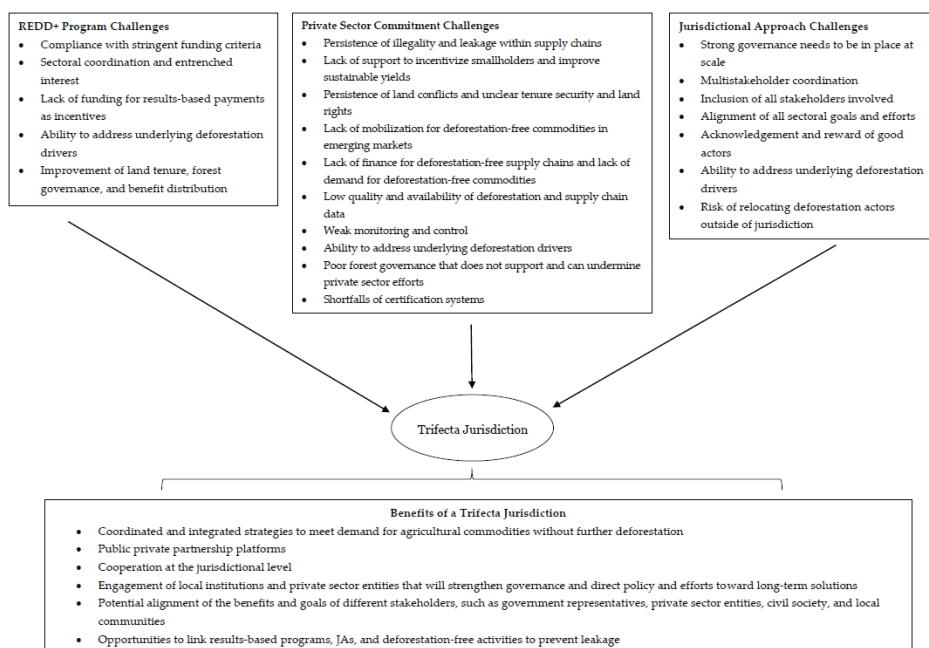 REDD+ Program Challenges
• Compliance with stringent funding criteria
• Sectoral coordination and entrenched
interest
• Lack of funding for results-based payments
as incentives
• Ability to address underlying deforestation
drivers
• Improvement of land tenure, forest
governance, and benefit distribution
Private Sector Commitment Challenges
• Persistence of illegality and leakage within supply chains
• Lack of support to incentivize smallholders and improve
sustainable yields
• Persistence of land conflicts and unclear tenure security and land
rights
• Lack of mobilization for deforestation-free commodities in
emerging markets
• Lack of finance for deforestation-free supply chains and lack of
demand for deforestation-free commodities
• Low quality and availability of deforestation and supply chain
data
• Weak monitoring and control
• Ability to address underlying deforestation drivers
• Poor forest governance that does not support and can undermine
private sector efforts
• Shortfalls of certification systems
Jurisdictional Approach Challenges
• Strong governance needs to be in place at
scale
• Multistakeholder coordination
• Inclusion of all stakeholders involved
• Alignment of all sectoral goals and efforts
• Acknowledgement and reward of good
actors
• Ability to address underlying deforestation
drivers
• Risk of relocating deforestation actors
outside of jurisdiction
Trifecta Jurisdiction
Benefits of a Trifecta Jurisdiction
• Coordinated and integrated strategies to meet demand for agricultural commodities without further deforestation
• Public private partnership platforms
• Cooperation at the jurisdictional level
• Engagement of local institutions and private sector entities that will strengthen governance and direct policy and efforts toward long-term solutions
• Potential alignment of the benefits and goals of different stakeholders, such as government representatives, private sector entities, civil society, and local
communities
• Opportunities to link results-based programs, JAs, and deforestation-free activities to prevent leakage